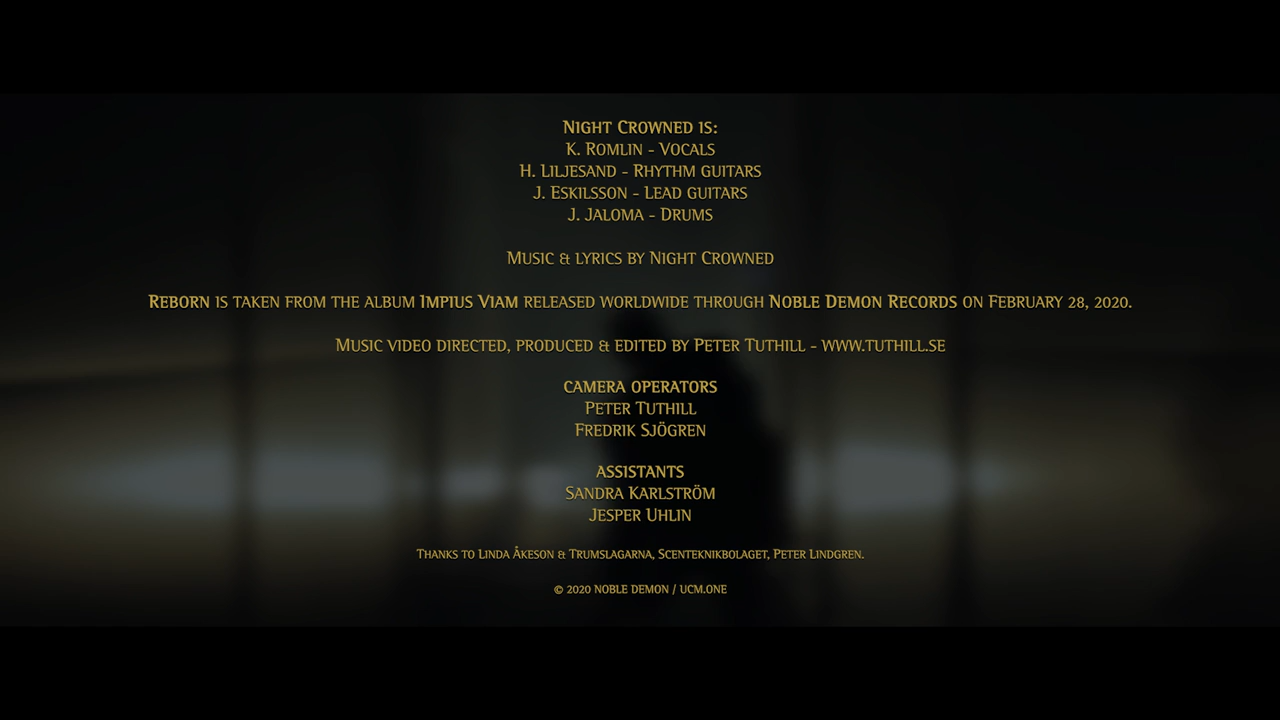 Night Crowned is:
K. Romlin - Vocals
H. Liljesand - Rhythm guitars
J. Eskilsson - Lead guitars
J. Jaloma - Drums
Music & lyrics by Night Crowned
Reborn is taken from the album Impius Viam released worldwide through Noble Demon Records on February 28, 2020.
Music video directed, produced & edited by Peter Tuthill - www.tuthill.se
camera operators
Peter Tuthill
Fredrik Sjögren
assistants
Sandra Karlström
Jesper Uhlin
Thanks to Linda Åkeson & Trumslagarna, Scenteknikbolaget, Peter Lindgren.
© 2020 noble demon / ucm.one